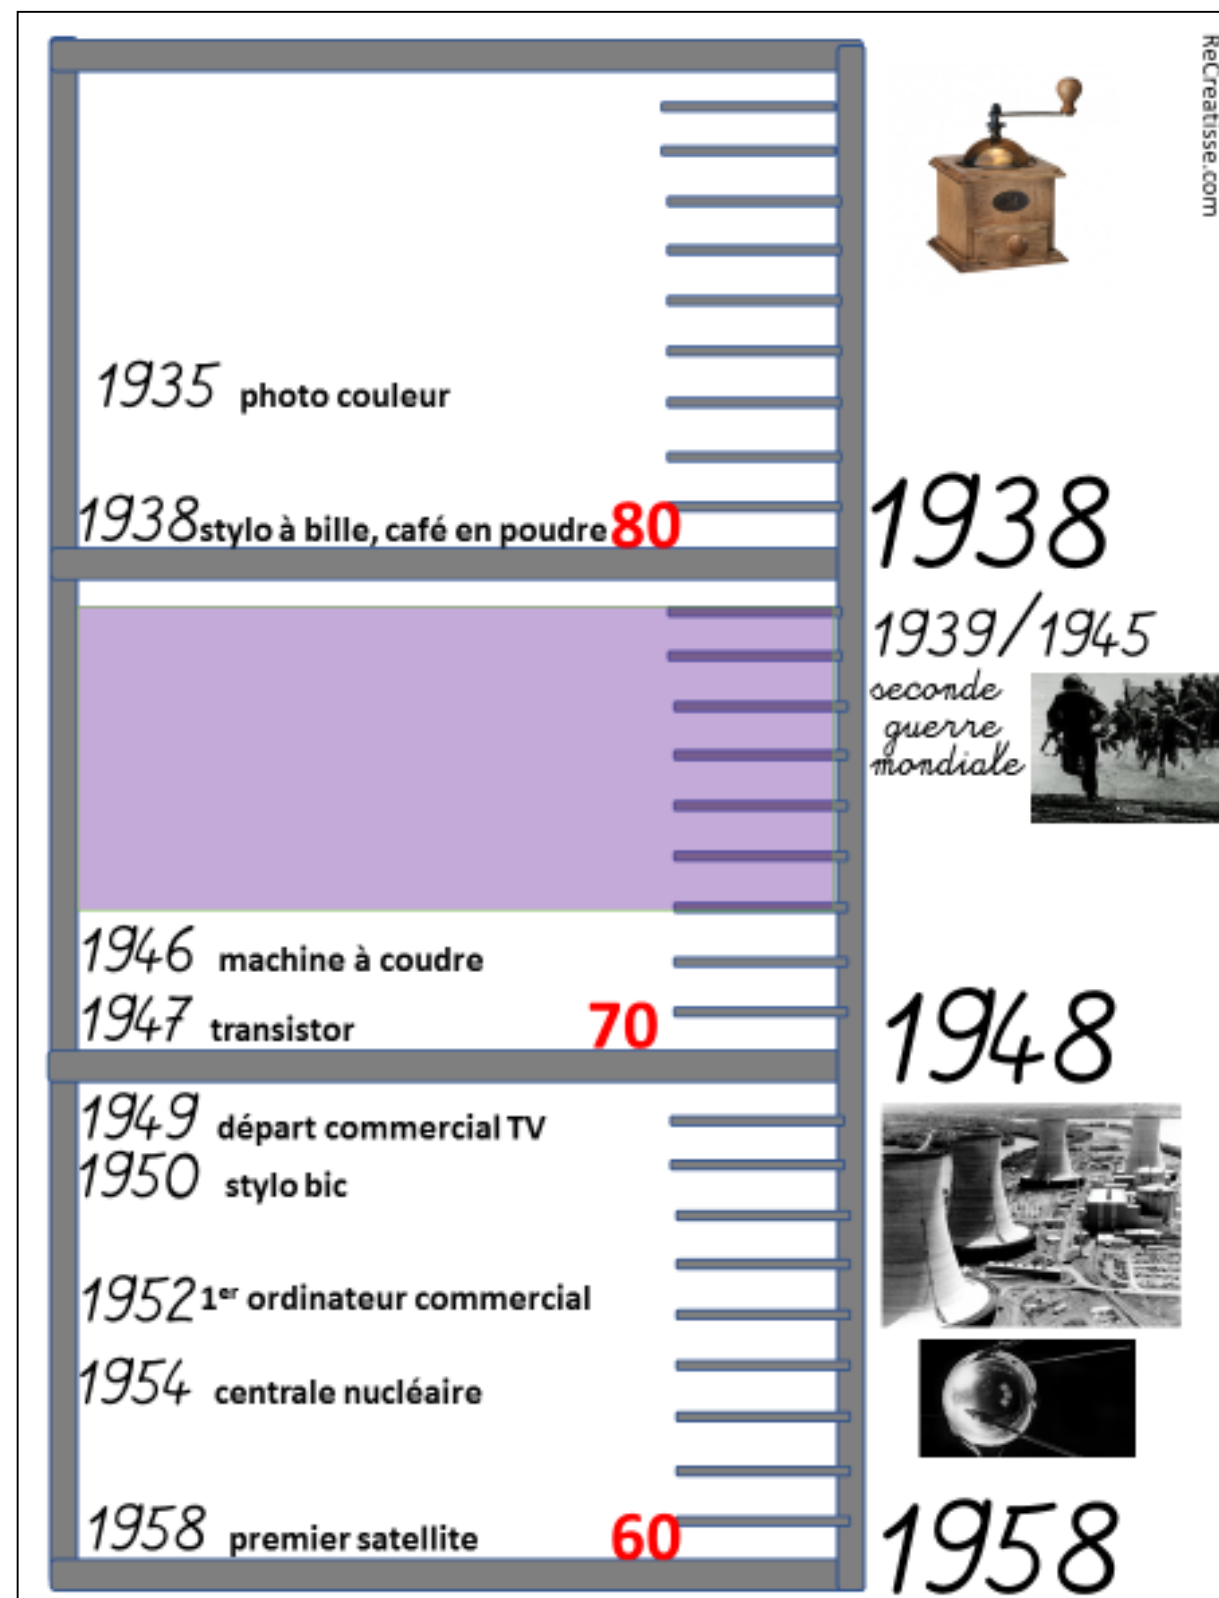 ReCreatisse.com
1935 photo couleur
1938 stylo à bille, café en poudre 80
1938
1939/1945
seconde
guerre
mondiale
1946 machine à coudre
1947 transistor 70
1948
1949 départ commercial TV
1950 stylo bic
1952 1er ordinateur commercial
1954 centrale nucléaire
1958 premier satellite 60
1958